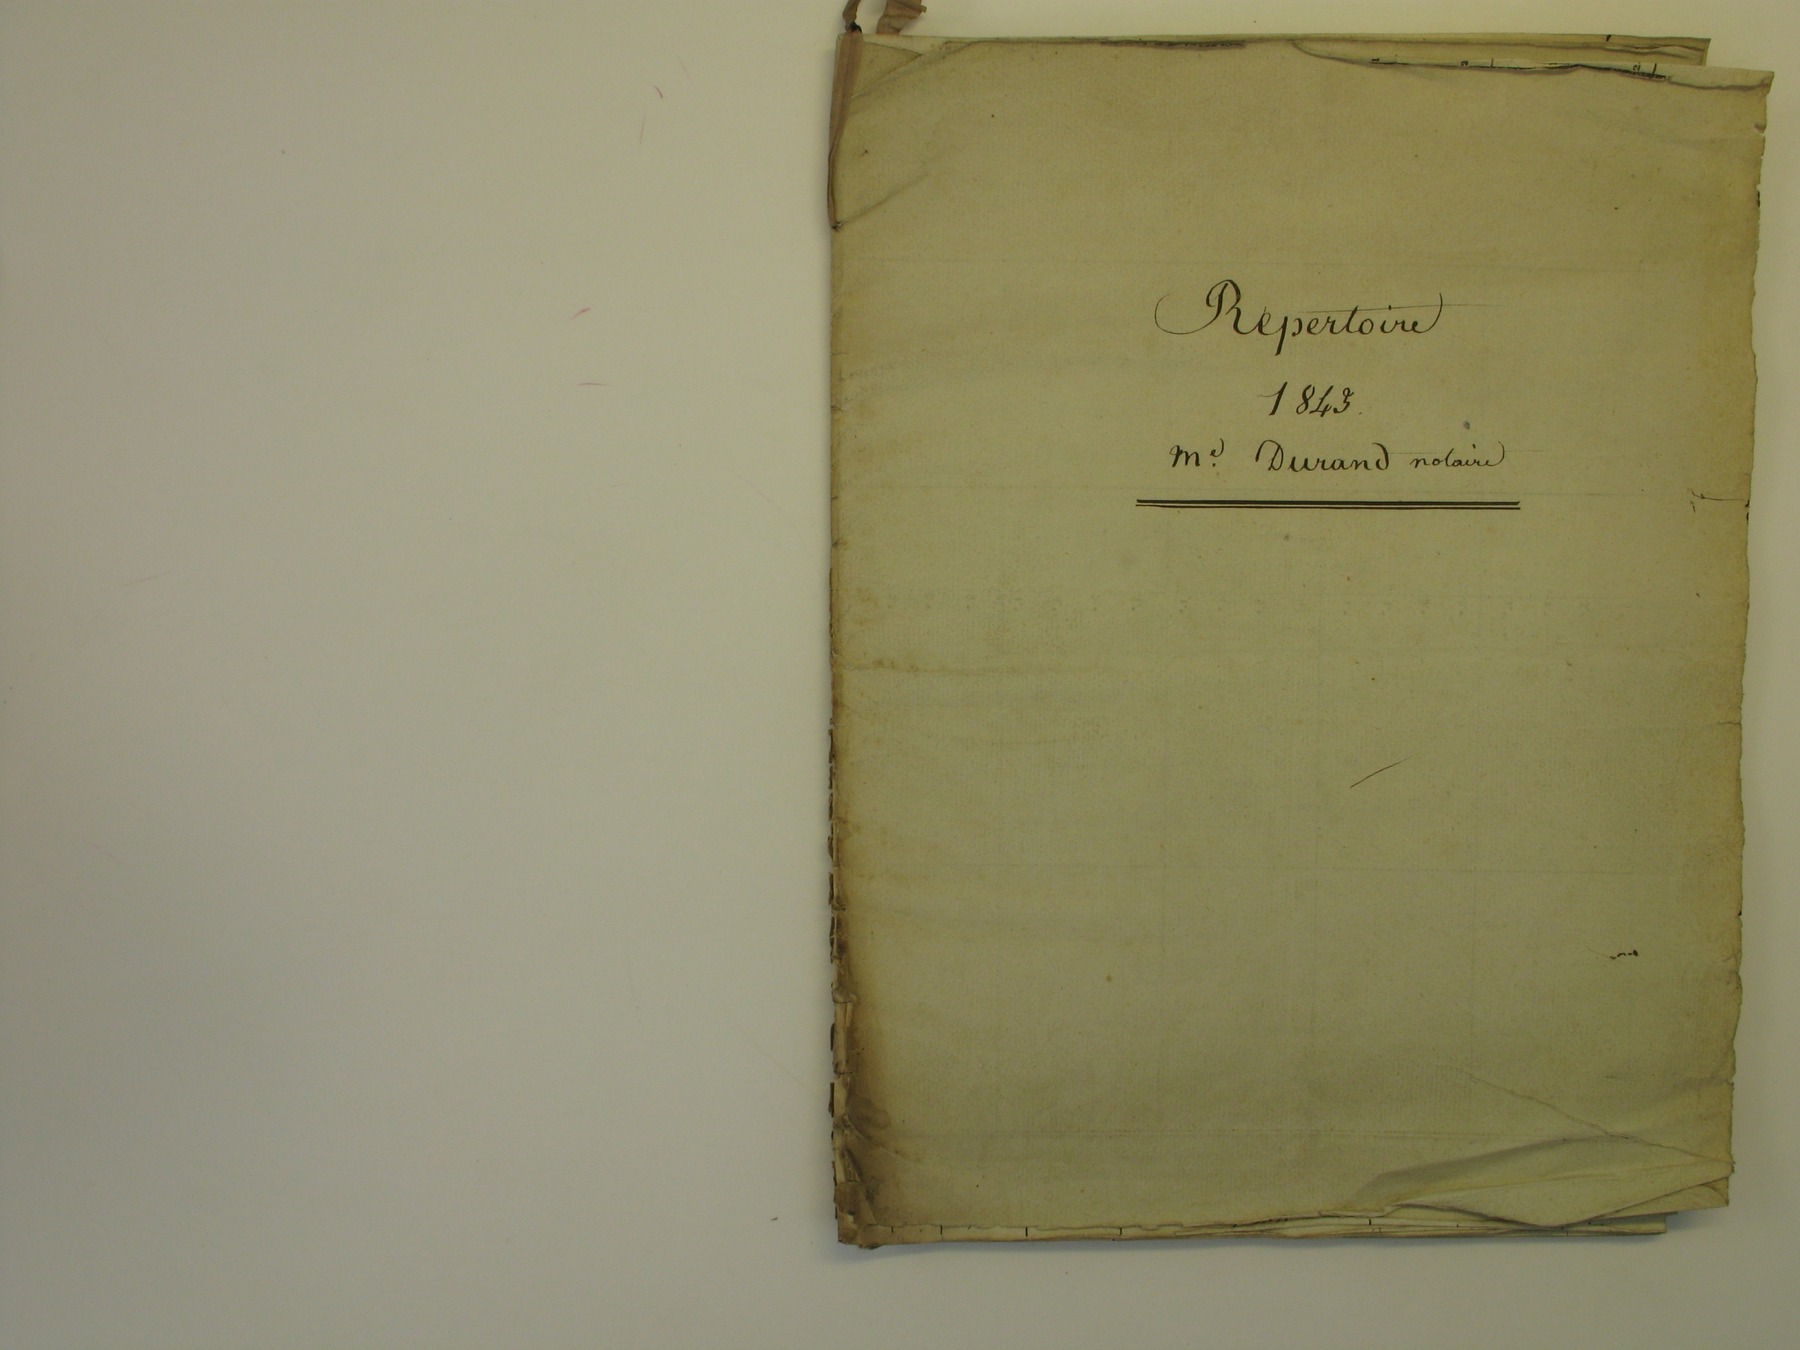 Répertoire
1843.
Me. Durand notaire